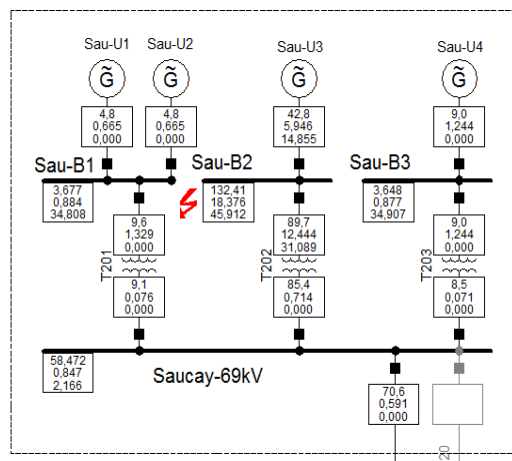 Sau-U1 Sau-U2 Sau-U3 Sau-U4
G̃ G̃ G̃ G̃
4,8 4,8 42,8 9,0
0,665 0,665 5,946 1,244
0,000 0,000 14,855 0,000
Sau-B1 Sau-B2 Sau-B3
3,677 132,41 3,648
0,884 18,376 0,877
34,808 45,912 34,907
9,6 89,7 9,0
1,329 12,444 1,244
0,000 31,089 0,000
T201 T202 T203
9,1 85,4 8,5
0,076 0,714 0,071
0,000 0,000 0,000
58,472
0,847
2,166
Saucay-69kV
70,6
0,591
0,000
20